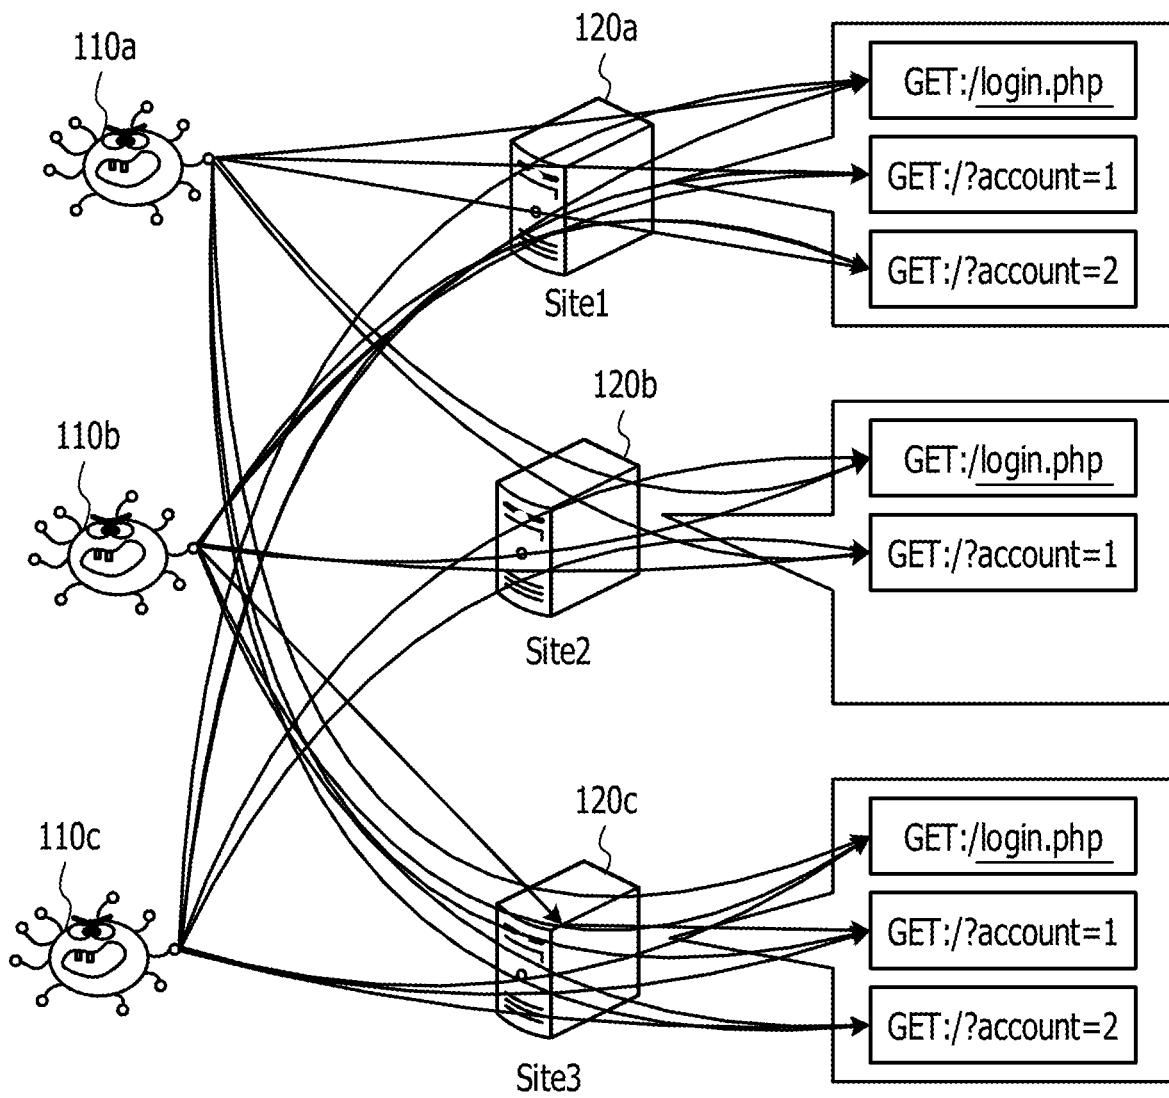 110a
120a
GET:/login.php
GET:/?account=1
GET:/?account=2
Site1
110b
120b
GET:/login.php
GET:/?account=1
Site2
110c
120c
GET:/login.php
GET:/?account=1
GET:/?account=2
Site3